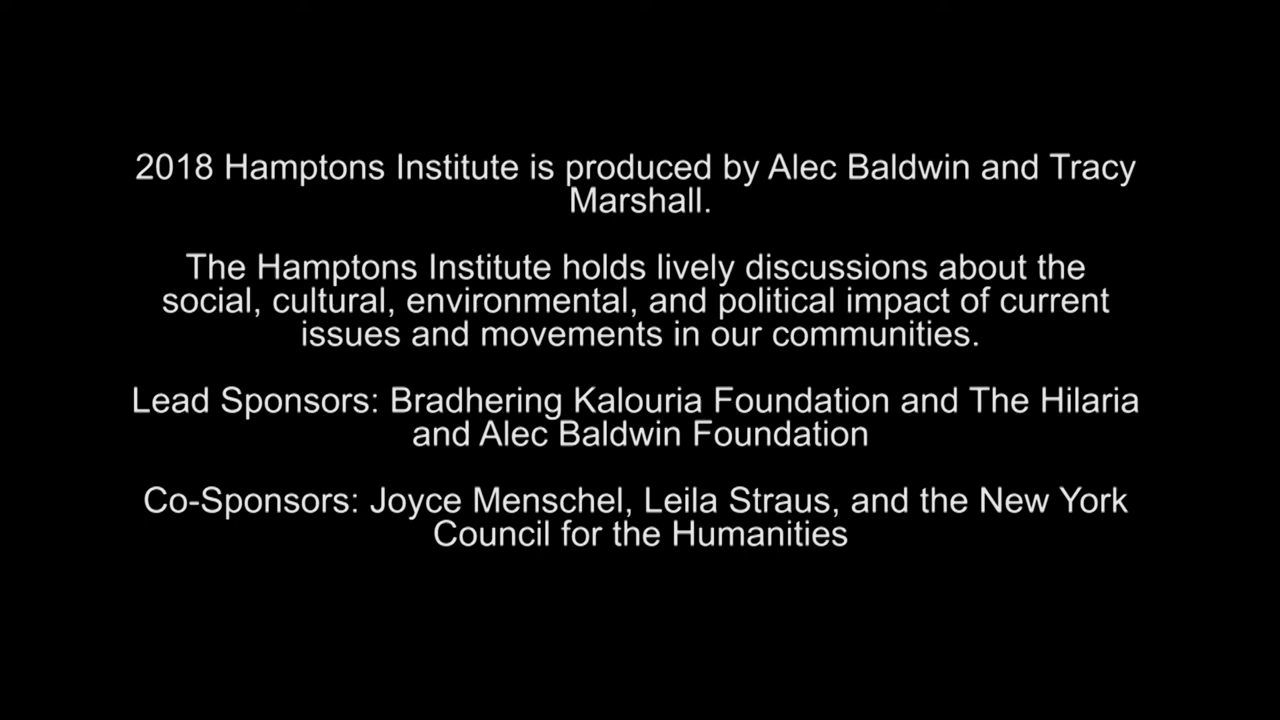 2018 Hamptons Institute is produced by Alec Baldwin and Tracy
Marshall.
The Hamptons Institute holds lively discussions about the
social, cultural, environmental, and political impact of current
issues and movements in our communities.
Lead Sponsors: Bradhering Kalouria Foundation and The Hilaria
and Alec Baldwin Foundation
Co-Sponsors: Joyce Menschel, Leila Straus, and the New York
Council for the Humanities